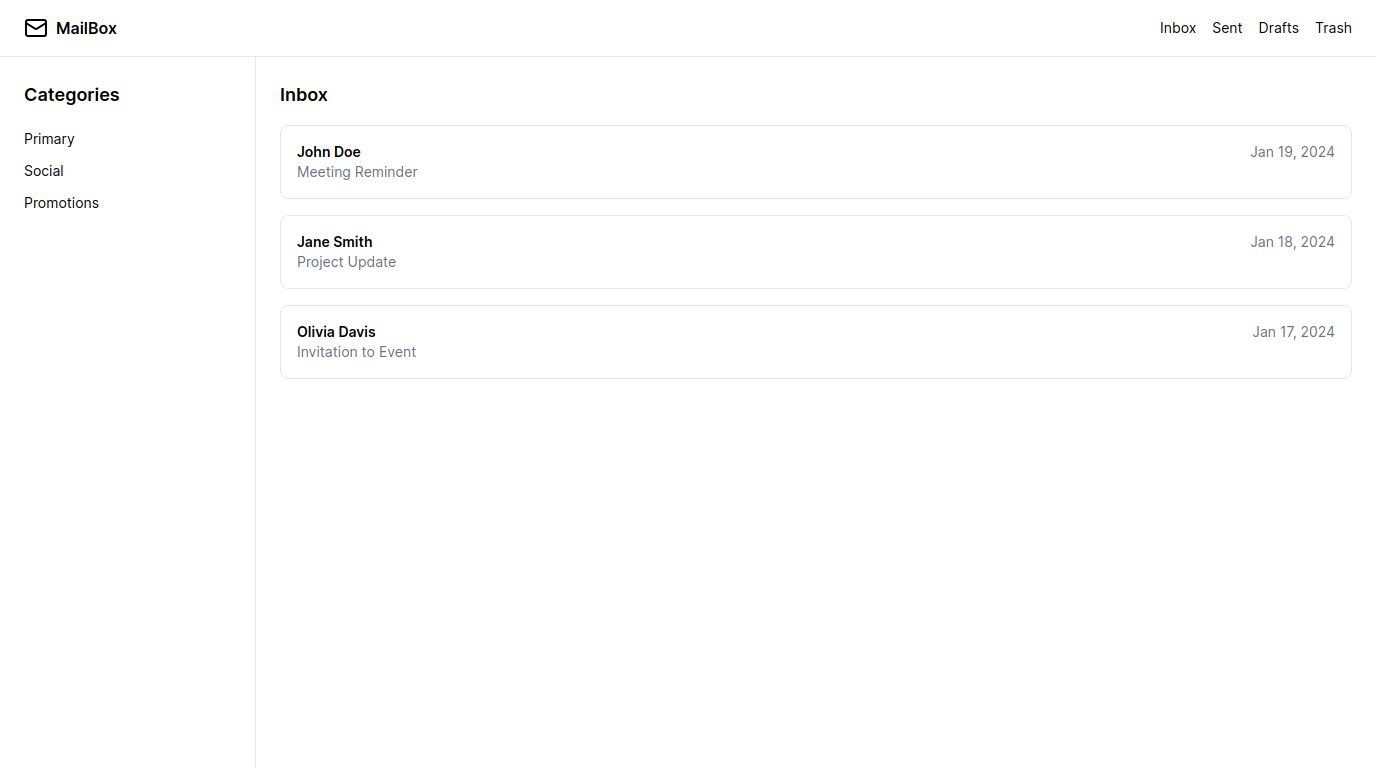 MailBox
Inbox Sent Drafts Trash
Categories
Primary
Social
Promotions
Inbox
John Doe Jan 19, 2024
Meeting Reminder
Jane Smith Jan 18, 2024
Project Update
Olivia Davis Jan 17, 2024
Invitation to Event